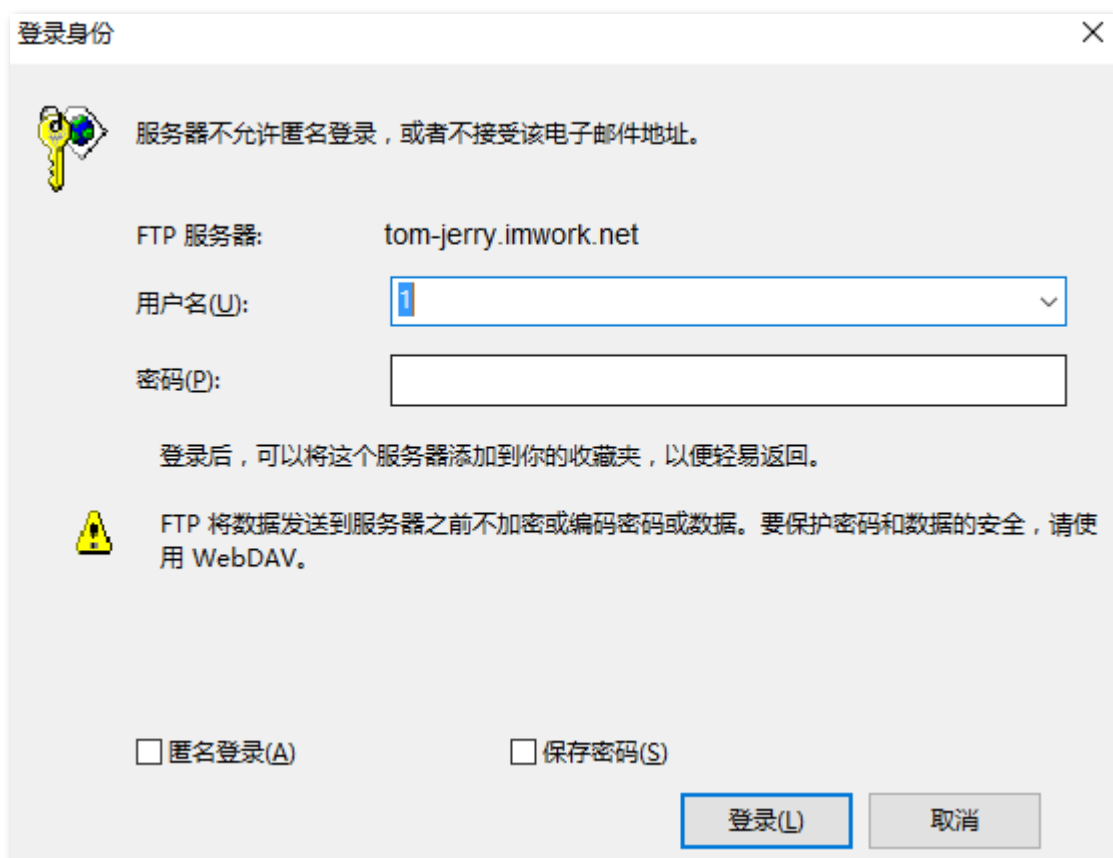 登录身份
服务器不允许匿名登录，或者不接受该电子邮件地址。
FTP 服务器: tom-jerry.imwork.net
用户名(U): 1
密码(P):
登录后，可以将这个服务器添加到你的收藏夹，以便轻易返回。
FTP 将数据发送到服务器之前不加密或编码密码或数据。要保护密码和数据的安全，请使
用 WebDAV。
匿名登录(A) 保存密码(S)
登录(L) 取消